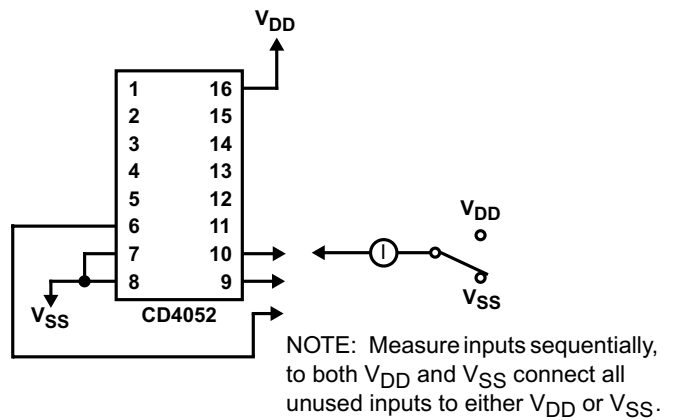 VDD
1 16
2 15
3 14
4 13
5 12
6 11
7 10
8 9
VSS
CD4052
I
VDD
VSS
NOTE: Measure inputs sequentially,
to both VDD and VSS connect all
unused inputs to either VDD or VSS.